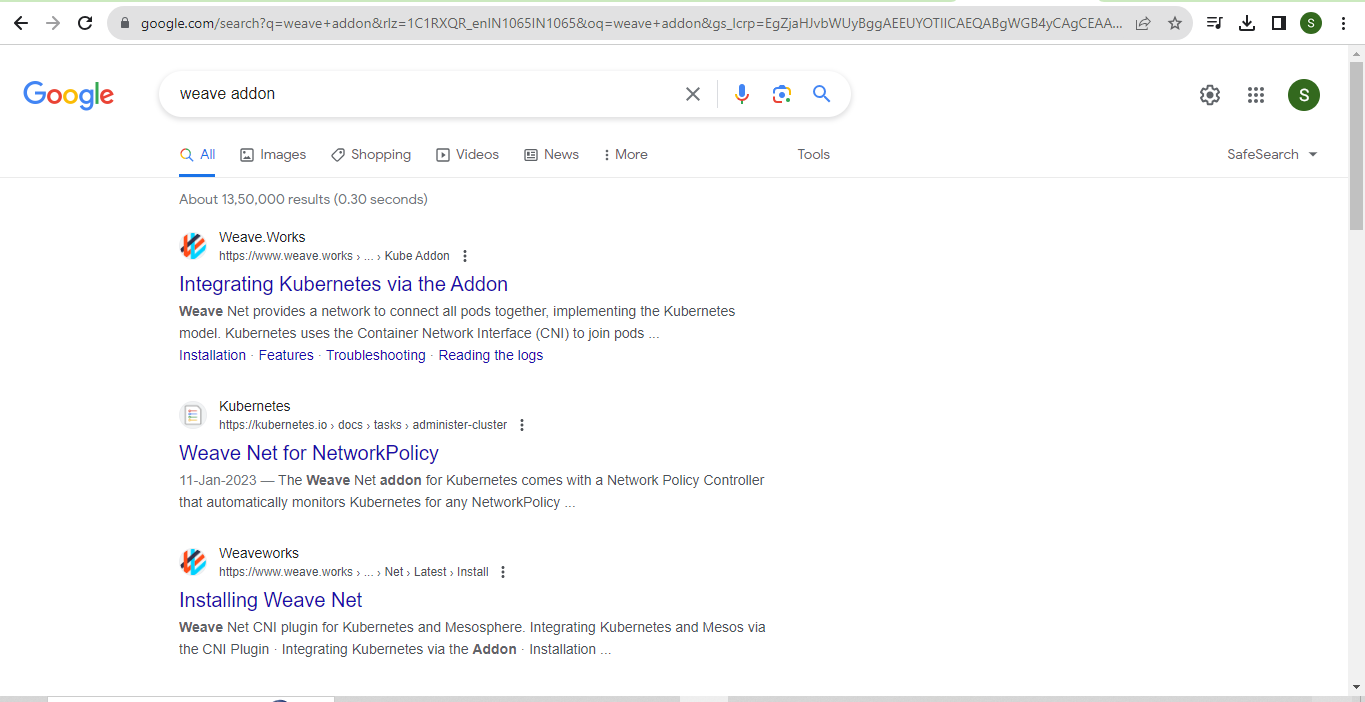 google.com/search?q=weave+addon&rlz=1C1RXQR_enIN1065IN1065&oq=weave+addon&gs_lcrp=EgZjaHJvbWUyBggAEEUYOTIICAEQABgWGB4yCAgCEAA...
S
Google
weave addon
S
All Images Shopping Videos News More Tools SafeSearch
About 13,50,000 results (0.30 seconds)
Weave.Works
https://www.weave.works › ... › Kube Addon
Integrating Kubernetes via the Addon
Weave Net provides a network to connect all pods together, implementing the Kubernetes
model. Kubernetes uses the Container Network Interface (CNI) to join pods ...
Installation · Features · Troubleshooting · Reading the logs
Kubernetes
https://kubernetes.io › docs › tasks › administer-cluster
Weave Net for NetworkPolicy
11-Jan-2023 — The Weave Net addon for Kubernetes comes with a Network Policy Controller
that automatically monitors Kubernetes for any NetworkPolicy ...
Weaveworks
https://www.weave.works › ... › Net › Latest › Install
Installing Weave Net
Weave Net CNI plugin for Kubernetes and Mesosphere. Integrating Kubernetes and Mesos via
the CNI Plugin · Integrating Kubernetes via the Addon · Installation ...